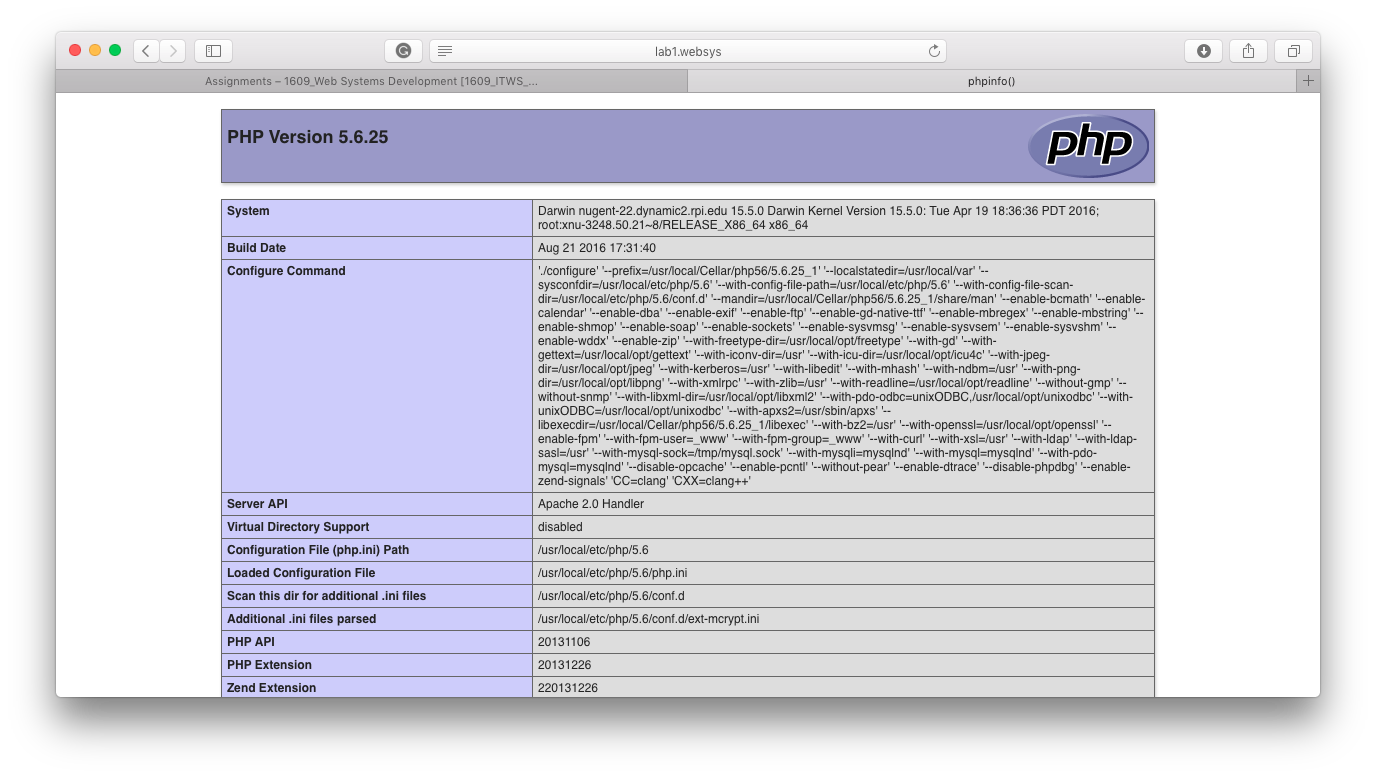 lab1.websys
Assignments – 1609_Web Systems Development [1609_ITWS_...
phpinfo()
PHP Version 5.6.25
php
System
Darwin nugent-22.dynamic2.rpi.edu 15.5.0 Darwin Kernel Version 15.5.0: Tue Apr 19 18:36:36 PDT 2016;
root:xnu-3248.50.21~8/RELEASE_X86_64 x86_64
Build Date
Aug 21 2016 17:31:40
Configure Command
'./configure' '--prefix=/usr/local/Cellar/php56/5.6.25_1' '--localstatedir=/usr/local/var' '--
sysconfdir=/usr/local/etc/php/5.6' '--with-config-file-path=/usr/local/etc/php/5.6' '--with-config-file-scan-
dir=/usr/local/etc/php/5.6/conf.d' '--mandir=/usr/local/Cellar/php56/5.6.25_1/share/man' '--enable-bcmath' '--enable-
calendar' '--enable-dba' '--enable-exif' '--enable-ftp' '--enable-gd-native-ttf' '--enable-mbregex' '--enable-mbstring' '--
enable-shmop' '--enable-soap' '--enable-sockets' '--enable-sysvmsg' '--enable-sysvsem' '--enable-sysvshm' '--
enable-wddx' '--enable-zip' '--with-freetype-dir=/usr/local/opt/freetype' '--with-gd' '--with-
gettext=/usr/local/opt/gettext' '--with-iconv-dir=/usr' '--with-icu-dir=/usr/local/opt/icu4c' '--with-jpeg-
dir=/usr/local/opt/jpeg' '--with-kerberos=/usr' '--with-libedit' '--with-mhash' '--with-ndbm=/usr' '--with-png-
dir=/usr/local/opt/libpng' '--with-xmlrpc' '--with-zlib=/usr' '--with-readline=/usr/local/opt/readline' '--without-gmp' '--
without-snmp' '--with-libxml-dir=/usr/local/opt/libxml2' '--with-pdo-odbc=unixODBC,/usr/local/opt/unixodbc' '--with-
unixODBC=/usr/local/opt/unixodbc' '--with-apxs2=/usr/sbin/apxs' '--
libexecdir=/usr/local/Cellar/php56/5.6.25_1/libexec' '--with-bz2=/usr' '--with-openssl=/usr/local/opt/openssl' '--
enable-fpm' '--with-fpm-user=_www' '--with-fpm-group=_www' '--with-curl' '--with-xsl=/usr' '--with-ldap' '--with-ldap-
sasl=/usr' '--with-mysql-sock=/tmp/mysql.sock' '--with-mysqli=mysqlnd' '--with-mysql=mysqlnd' '--with-pdo-
mysql=mysqlnd' '--disable-opcache' '--enable-pcntl' '--without-pear' '--enable-dtrace' '--disable-phpdbg' '--enable-
zend-signals' 'CC=clang' 'CXX=clang++'
Server API
Apache 2.0 Handler
Virtual Directory Support
disabled
Configuration File (php.ini) Path
/usr/local/etc/php/5.6
Loaded Configuration File
/usr/local/etc/php/5.6/php.ini
Scan this dir for additional .ini files
/usr/local/etc/php/5.6/conf.d
Additional .ini files parsed
/usr/local/etc/php/5.6/conf.d/ext-mcrypt.ini
PHP API
20131106
PHP Extension
20131226
Zend Extension
220131226